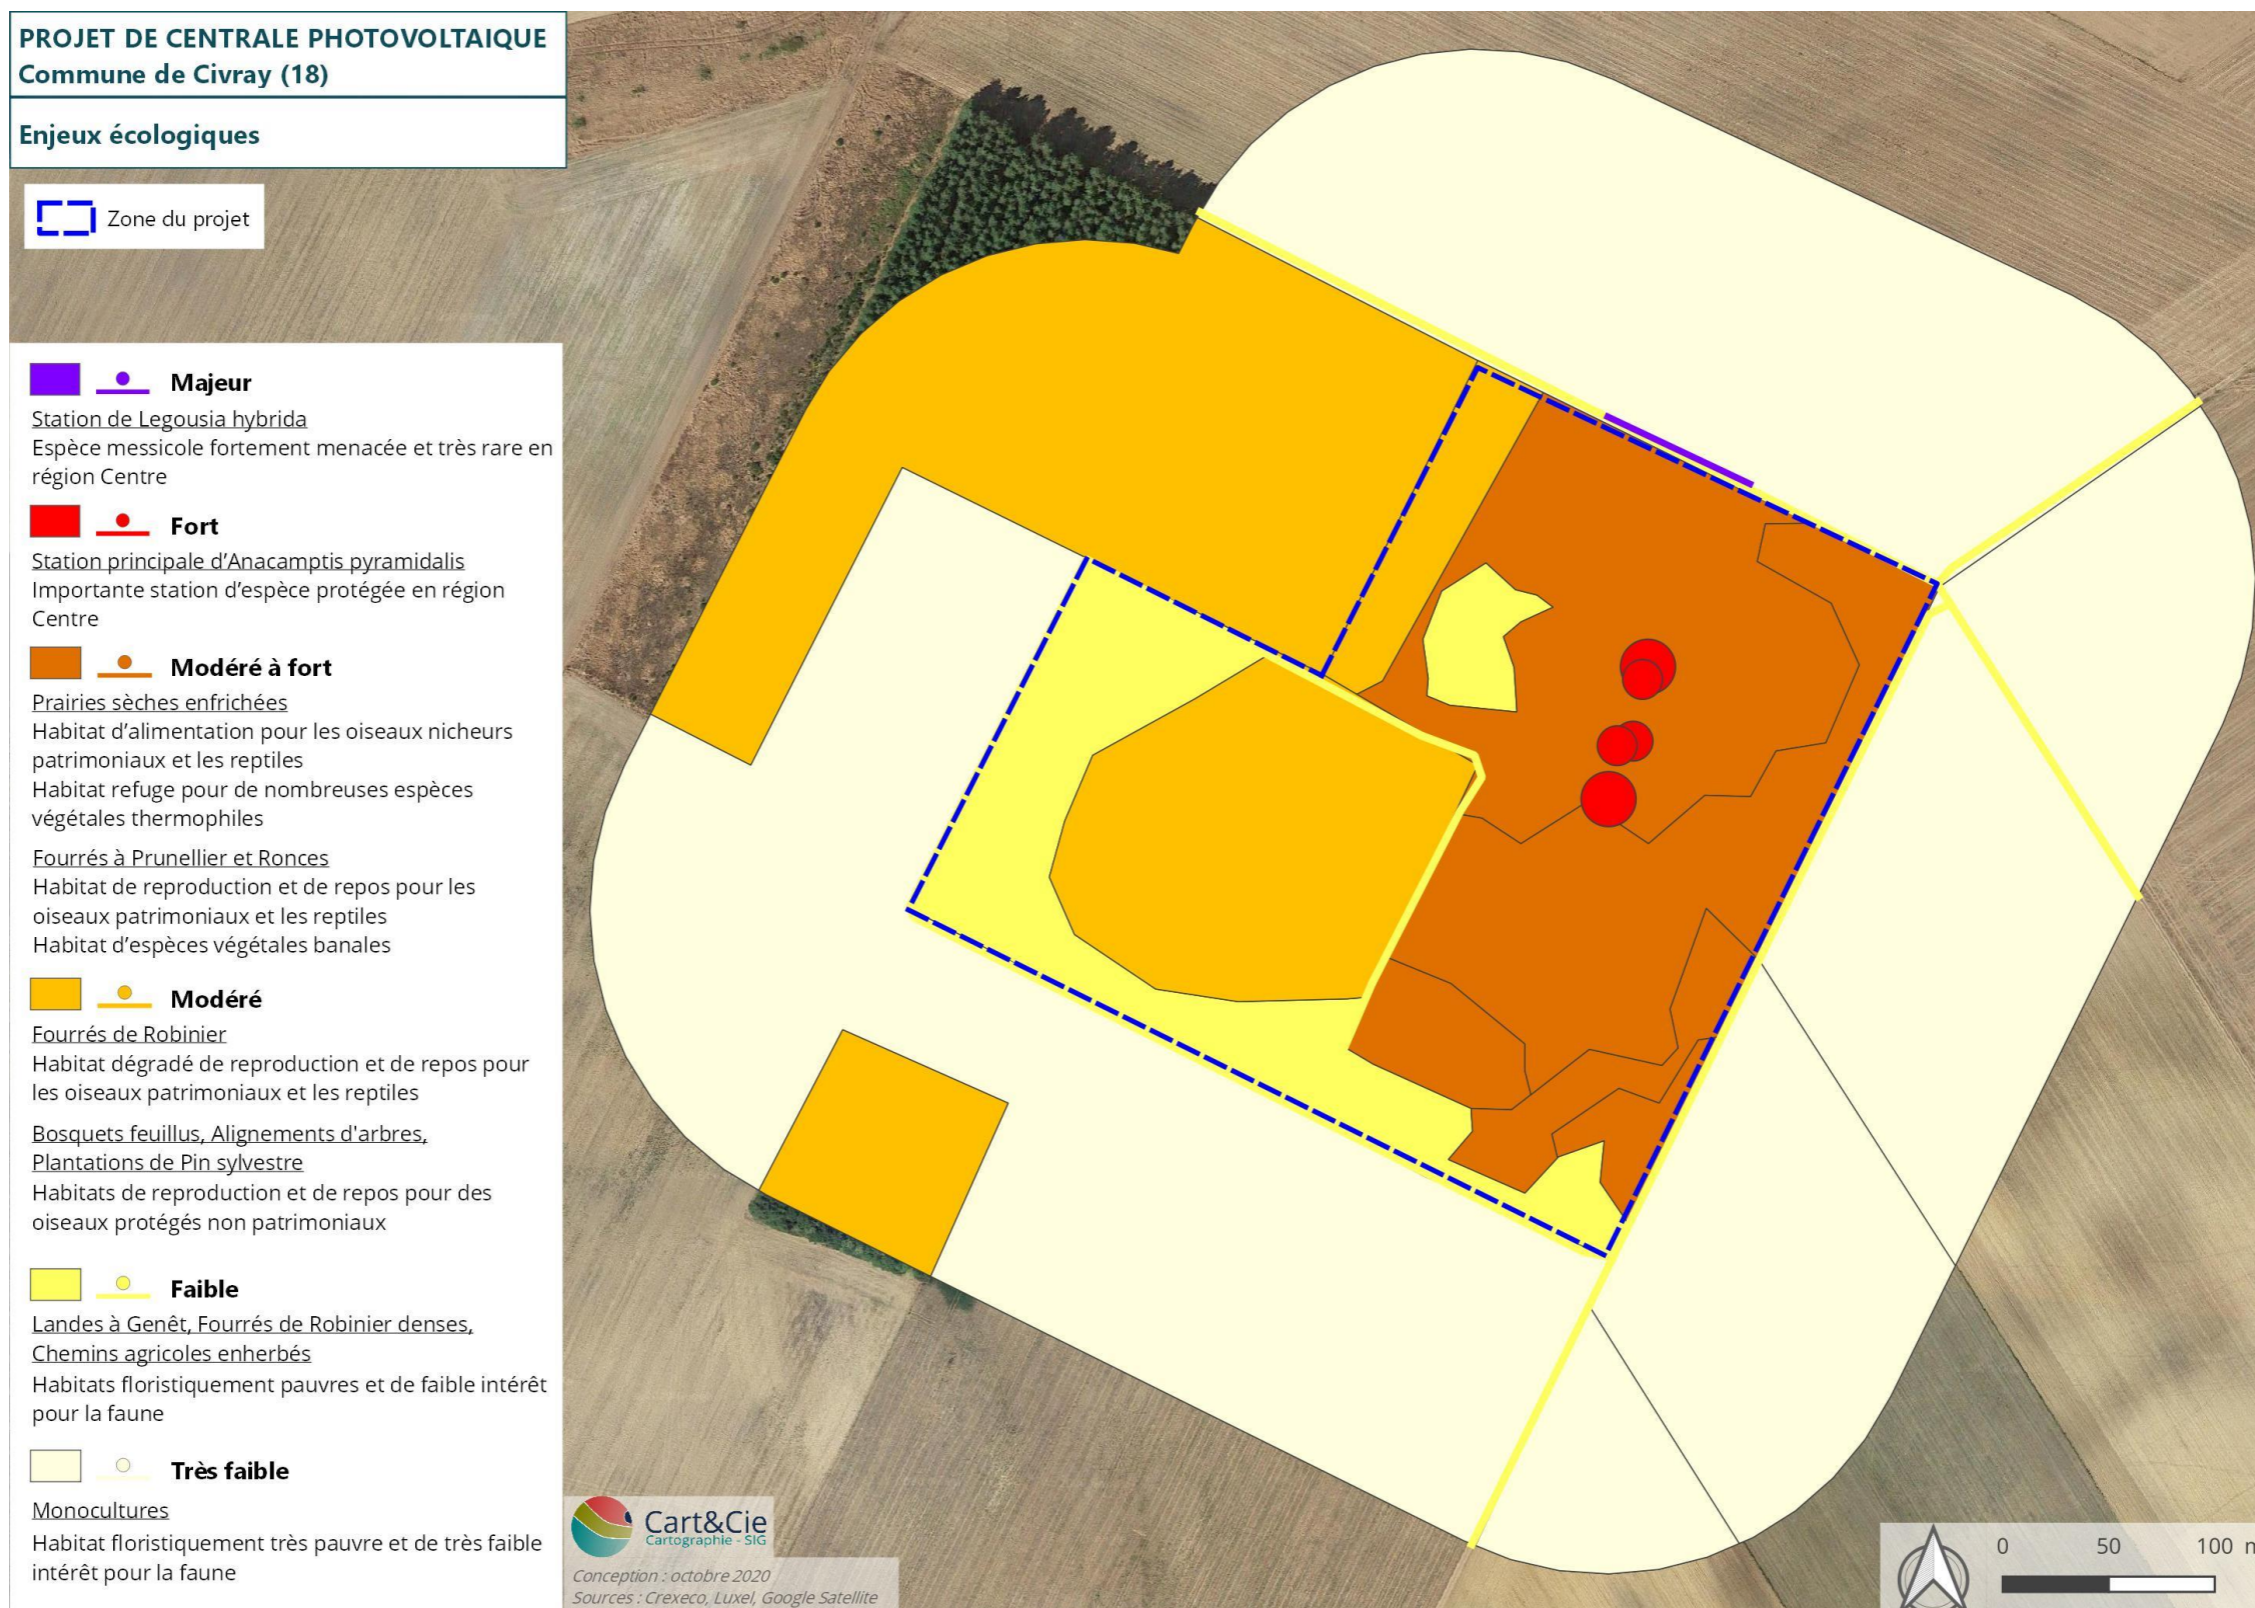 PROJET DE CENTRALE PHOTOVOLTAIQUE
Commune de Civray (18)
Enjeux écologiques
Zone du projet
Majeur
Station de Legousia hybrida
Espèce messicole fortement menacée et très rare en
région Centre
Fort
Station principale d’Anacamptis pyramidalis
Importante station d’espèce protégée en région
Centre
Modéré à fort
Prairies sèches enfrichées
Habitat d’alimentation pour les oiseaux nicheurs
patrimoniaux et les reptiles
Habitat refuge pour de nombreuses espèces
végétales thermophiles
Fourrés à Prunellier et Ronces
Habitat de reproduction et de repos pour les
oiseaux patrimoniaux et les reptiles
Habitat d’espèces végétales banales
Modéré
Fourrés de Robinier
Habitat dégradé de reproduction et de repos pour
les oiseaux patrimoniaux et les reptiles
Bosquets feuillus, Alignements d'arbres,
Plantations de Pin sylvestre
Habitats de reproduction et de repos pour des
oiseaux protégés non patrimoniaux
Faible
Landes à Genêt, Fourrés de Robinier denses,
Chemins agricoles enherbés
Habitats floristiquement pauvres et de faible intérêt
pour la faune
Très faible
Monocultures
Habitat floristiquement très pauvre et de très faible
intérêt pour la faune
Cart&Cie
Cartographie - SIG
Conception : octobre 2020
Sources : Crexeco, Luxel, Google Satellite
0 50 100 m